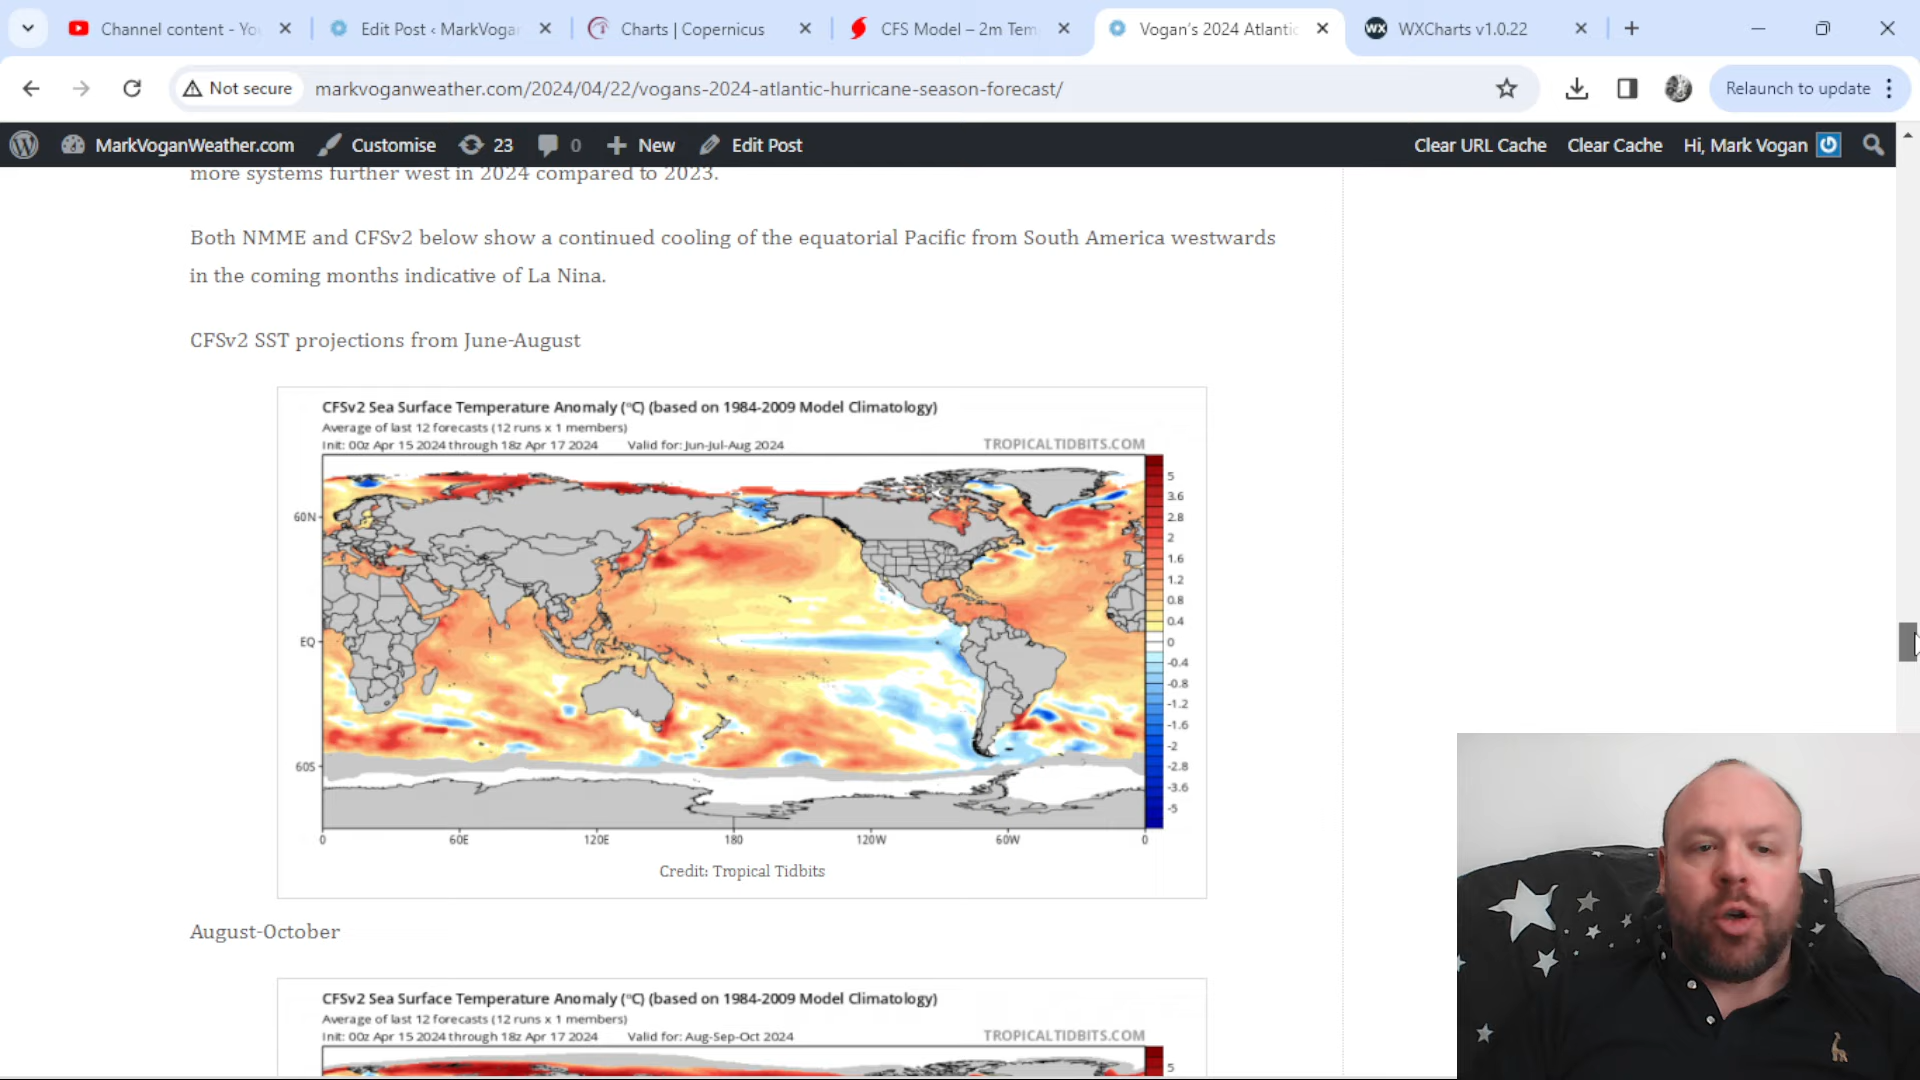 Channel content - Yo
Edit Post ‹ MarkVogan
Charts | Copernicus
CFS Model – 2m Tem
Vogan's 2024 Atlantic
WX
WXCharts v1.0.22
Not secure
markvoganweather.com/2024/04/22/vogans-2024-atlantic-hurricane-season-forecast/
Relaunch to update
MarkVoganWeather.com
Customise
23
0
New
Edit Post
Clear URL Cache
Clear Cache
Hi, Mark Vogan
more systems further west in 2024 compared to 2023.
Both NMME and CFSv2 below show a continued cooling of the equatorial Pacific from South America westwards
in the coming months indicative of La Nina.
CFSv2 SST projections from June-August
CFSv2 Sea Surface Temperature Anomaly (°C) (based on 1984-2009 Model Climatology)
Average of last 12 forecasts (12 runs x 1 members)
Init: 00z Apr 15 2024 through 18z Apr 17 2024 Valid for: Jun-Jul-Aug 2024
TROPICALTIDBITS.COM
60N
EQ
60S
0
60E
120E
180
120W
60W
0
5
3.6
2.8
2
1.6
1.2
0.8
0.4
0
-0.4
-0.8
-1.2
-1.6
-2
-2.8
-3.6
-5
Credit: Tropical Tidbits
August-October
CFSv2 Sea Surface Temperature Anomaly (°C) (based on 1984-2009 Model Climatology)
Average of last 12 forecasts (12 runs x 1 members)
Init: 00z Apr 15 2024 through 18z Apr 17 2024 Valid for: Aug-Sep-Oct 2024
TROPICALTIDBITS.COM
5